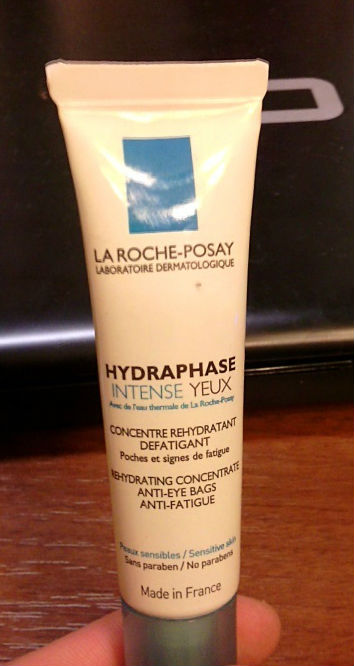 LA ROCHE-POSAY
LABORATOIRE DERMATOLOGIQUE
HYDRAPHASE
INTENSE YEUX
Avec de l'eau thermale de La Roche-Posay
CONCENTRE REHYDRATANT
DEFATIGANT
Poches et signes de fatigue
REHYDRATING CONCENTRATE
ANTI-EYE BAGS
ANTI-FATIGUE
Peaux sensibles / Sensitive skin
Sans paraben / No parabens
Made in France